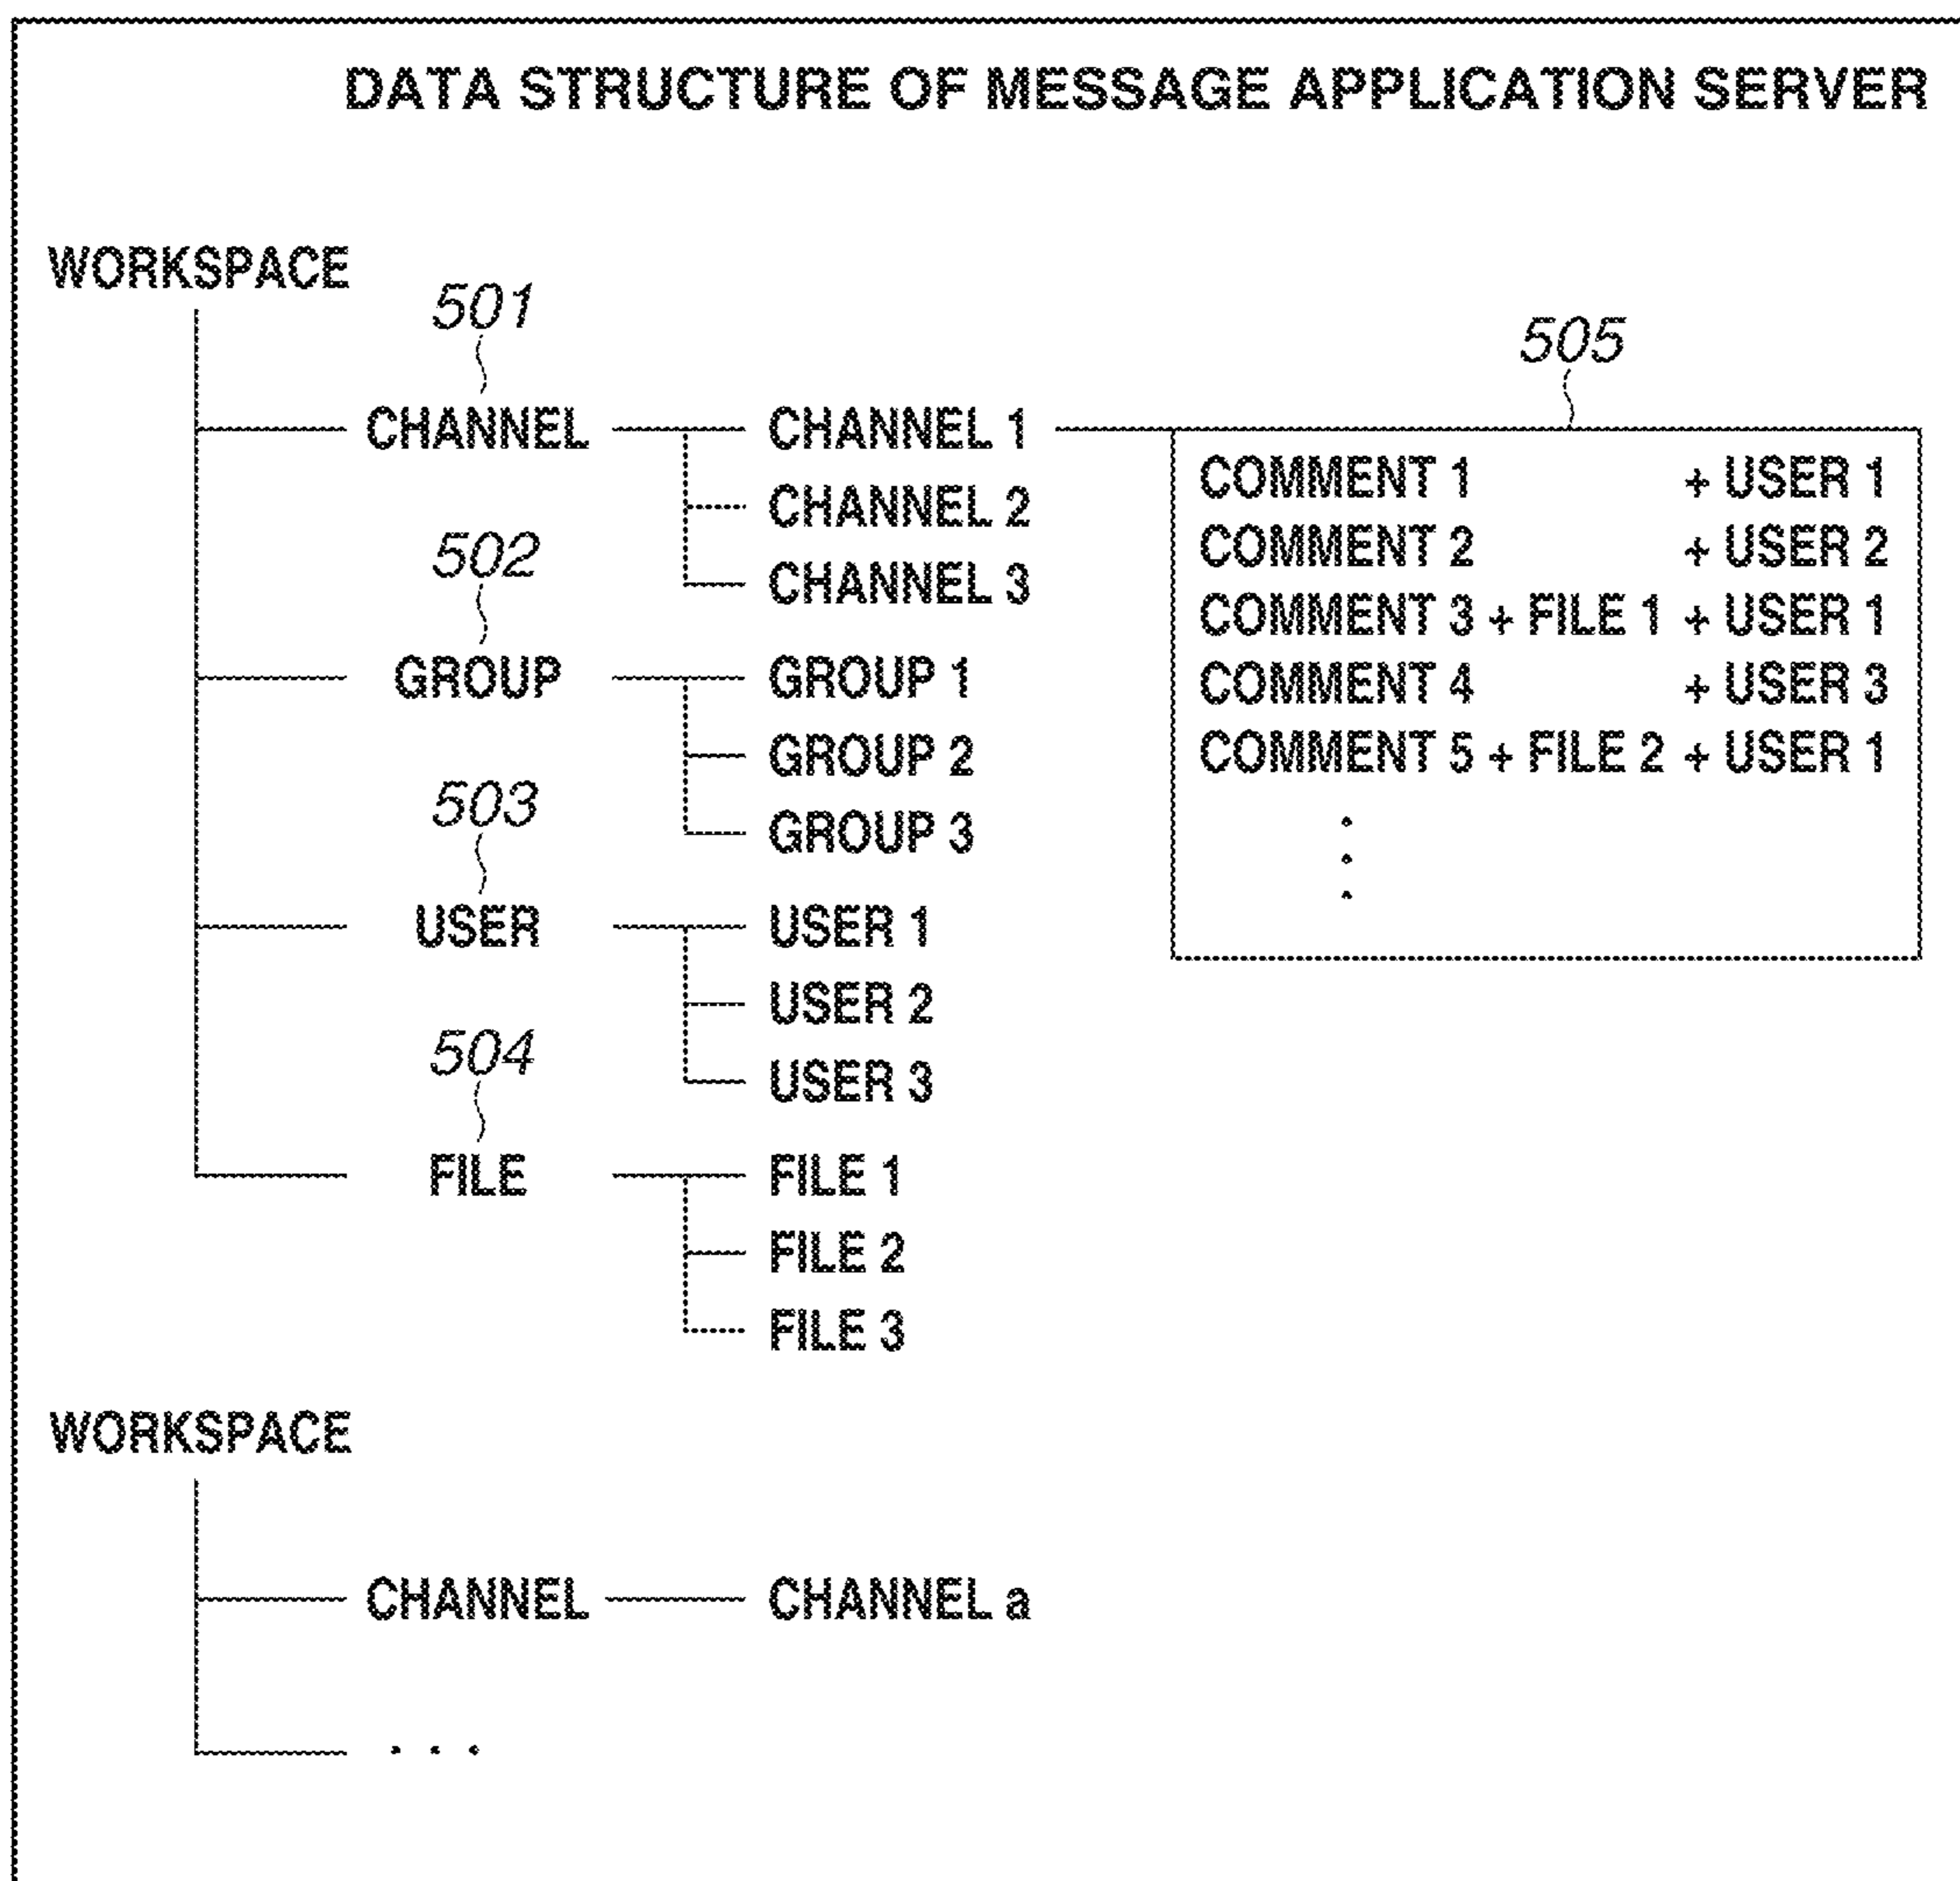 DATA STRUCTURE OF MESSAGE APPLICATION SERVER
WORKSPACE
501
CHANNEL
CHANNEL 1
CHANNEL 2
CHANNEL 3
505
COMMENT 1 + USER 1
COMMENT 2 + USER 2
COMMENT 3 + FILE 1 + USER 1
COMMENT 4 + USER 3
COMMENT 5 + FILE 2 + USER 1
.
.
.
502
GROUP
GROUP 1
GROUP 2
GROUP 3
503
USER
USER 1
USER 2
USER 3
504
FILE
FILE 1
FILE 2
FILE 3
WORKSPACE
CHANNEL
CHANNEL a
. . .